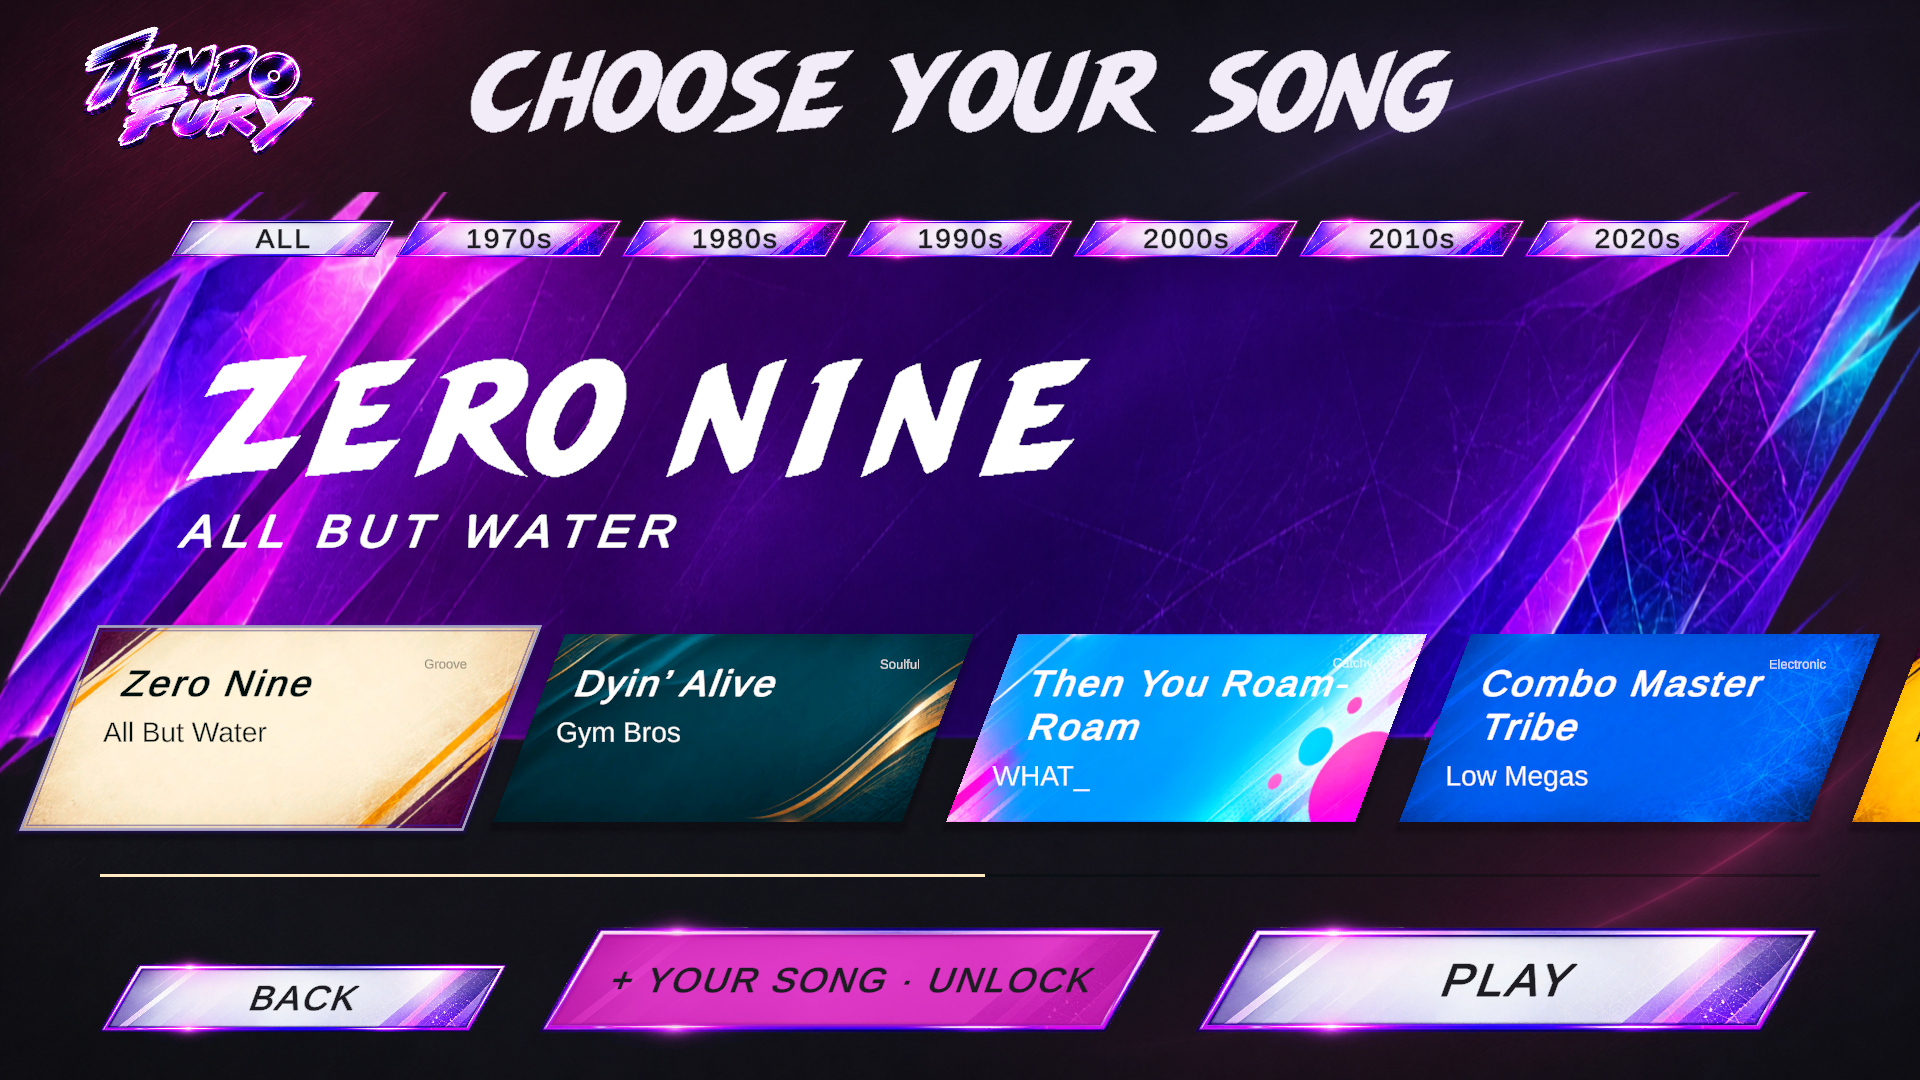 TEMPO
FURY
CHOOSE YOUR SONG
ALL
1970s
1980s
1990s
2000s
2010s
2020s
ZERO NINE
ALL BUT WATER
Zero Nine
Groove
All But Water
Dyin’ Alive
Soulful
Gym Bros
Then You Roam-
Roam
Catchy
WHAT_
Combo Master
Tribe
Electronic
Low Megas
BACK
+ YOUR SONG · UNLOCK
PLAY